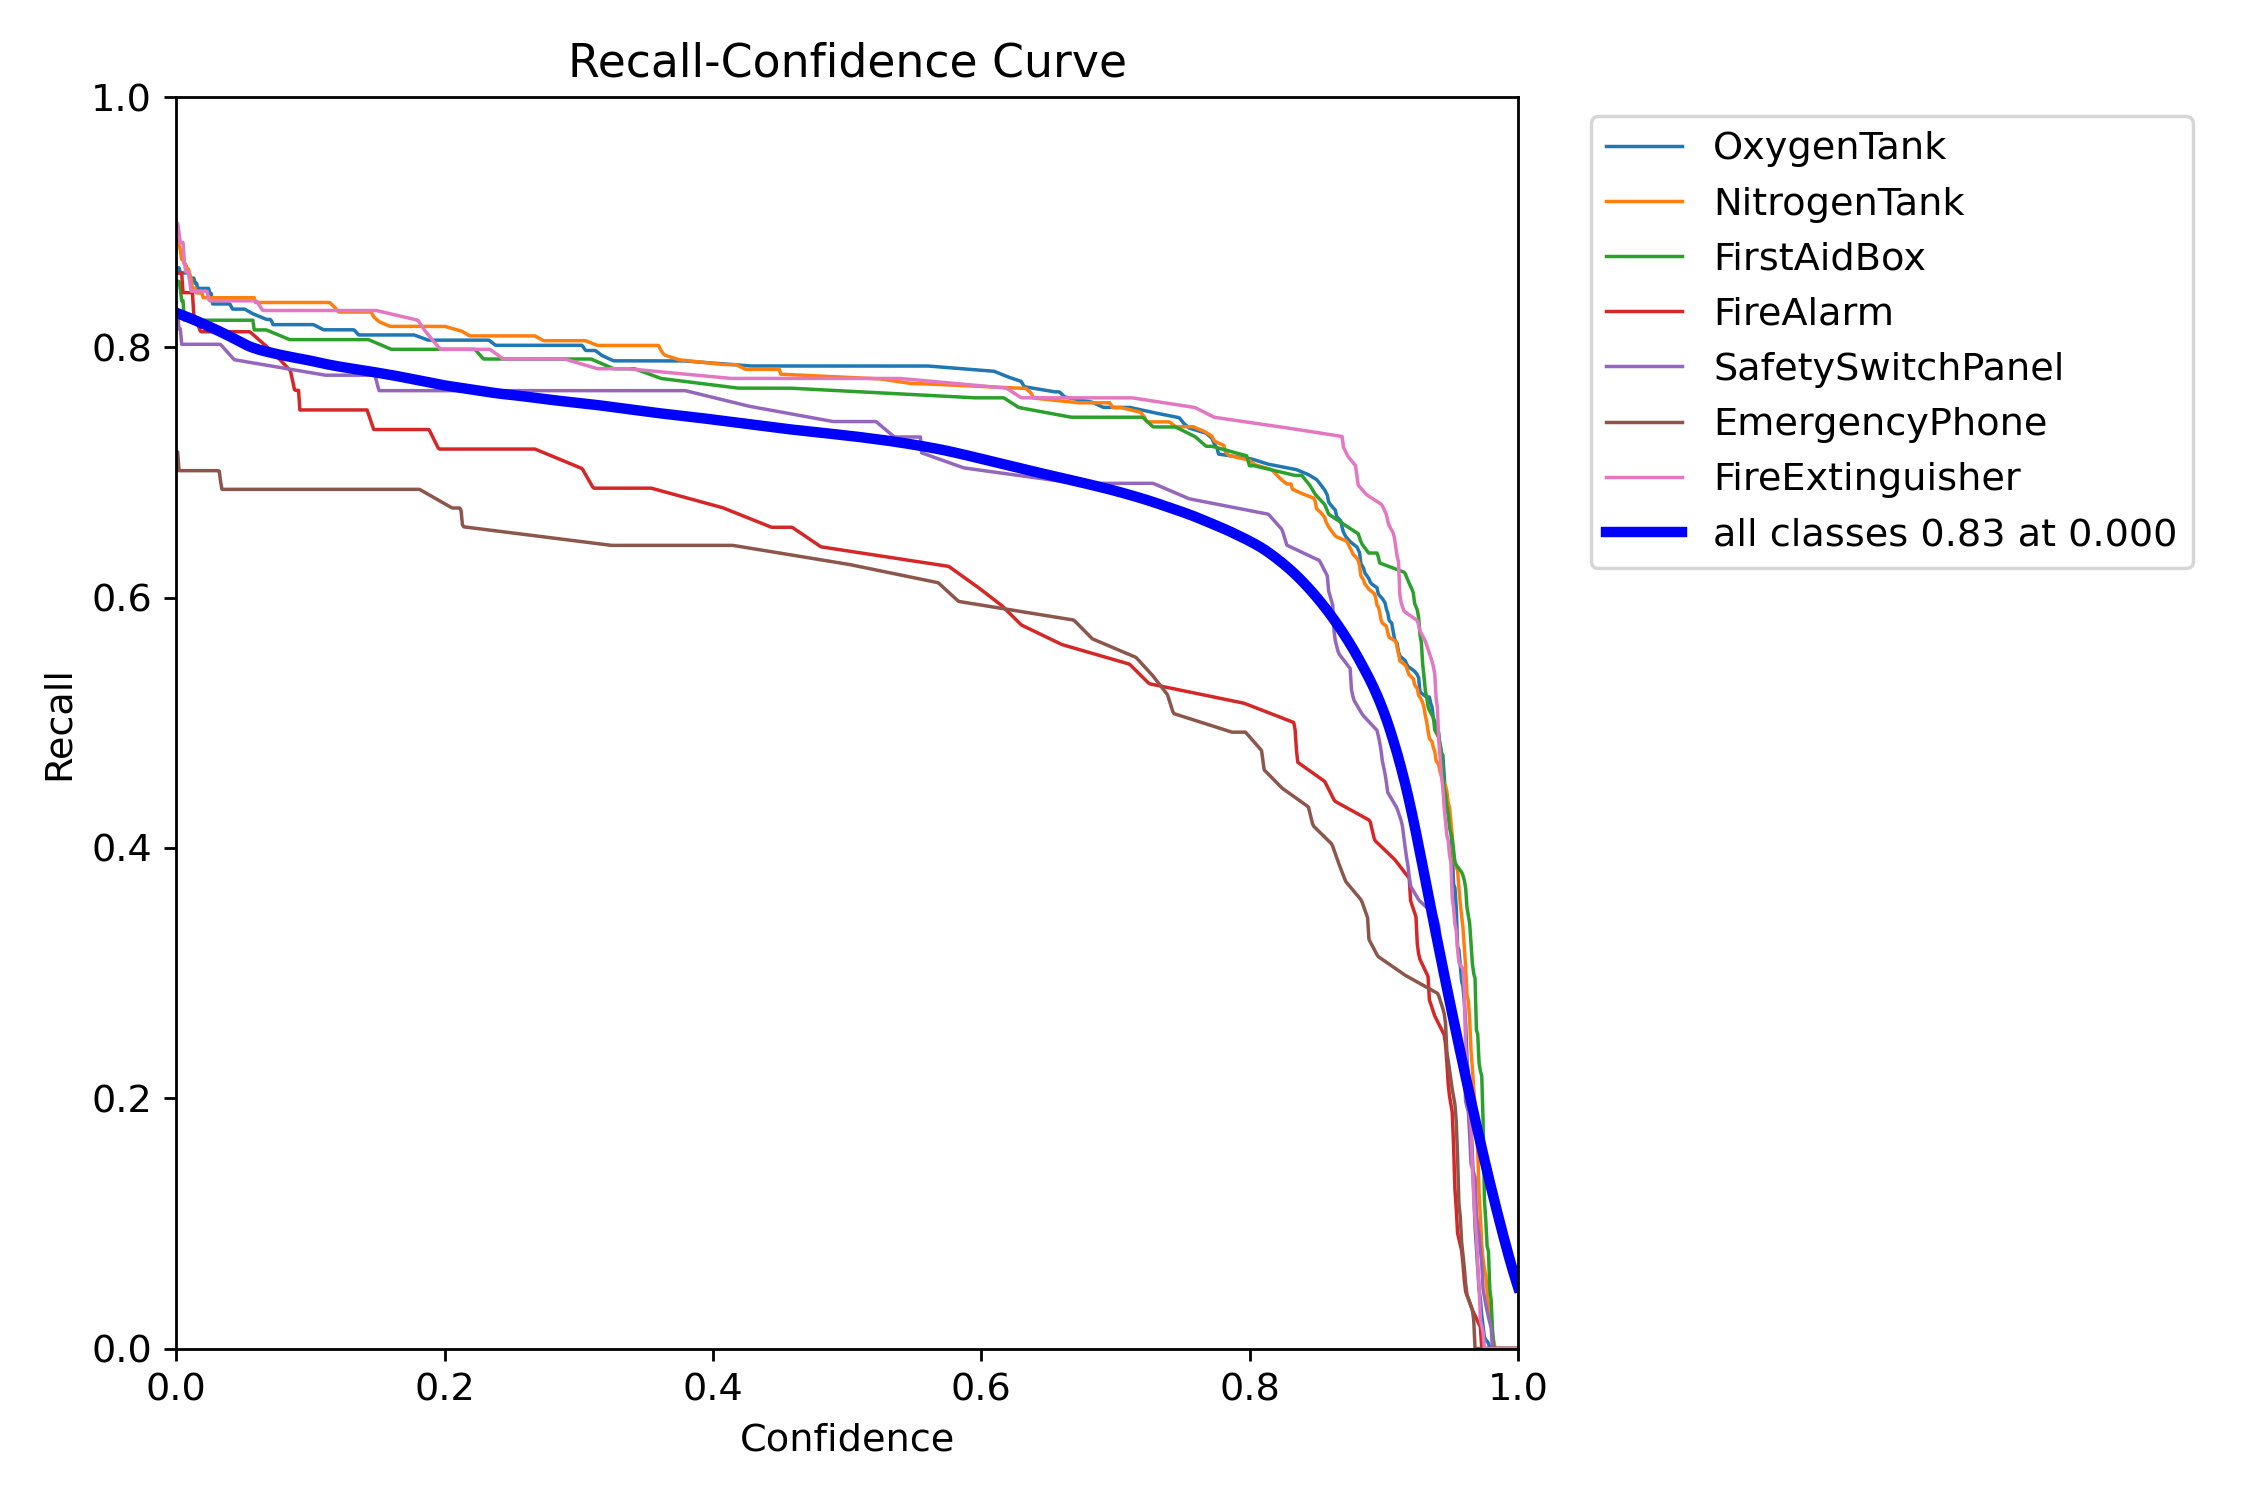 Recall-Confidence Curve
1.0
0.8
0.6
0.4
0.2
0.0
Recall
0.0 0.2 0.4 0.6 0.8 1.0
Confidence
OxygenTank
NitrogenTank
FirstAidBox
FireAlarm
SafetySwitchPanel
EmergencyPhone
FireExtinguisher
all classes 0.83 at 0.000